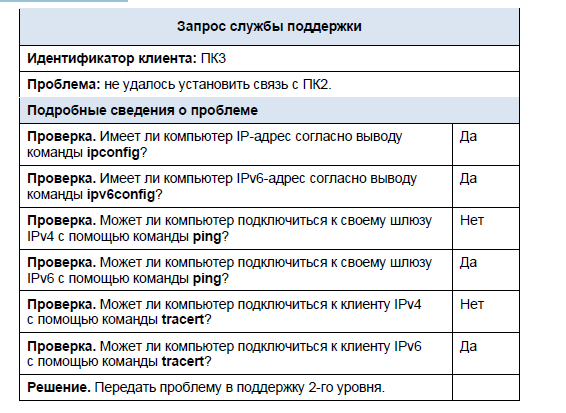 Запрос службы поддержки
Идентификатор клиента: ПК3
Проблема: не удалось установить связь с ПК2.
Подробные сведения о проблеме
Проверка. Имеет ли компьютер IP-адрес согласно выводу
команды ipconfig?
Да
Проверка. Имеет ли компьютер IPv6-адрес согласно выводу
команды ipv6config?
Да
Проверка. Может ли компьютер подключиться к своему шлюзу
IPv4 с помощью команды ping?
Нет
Проверка. Может ли компьютер подключиться к своему шлюзу
IPv6 с помощью команды ping?
Да
Проверка. Может ли компьютер подключиться к клиенту IPv4
с помощью команды tracert?
Нет
Проверка. Может ли компьютер подключиться к клиенту IPv6
с помощью команды tracert?
Да
Решение. Передать проблему в поддержку 2-го уровня.